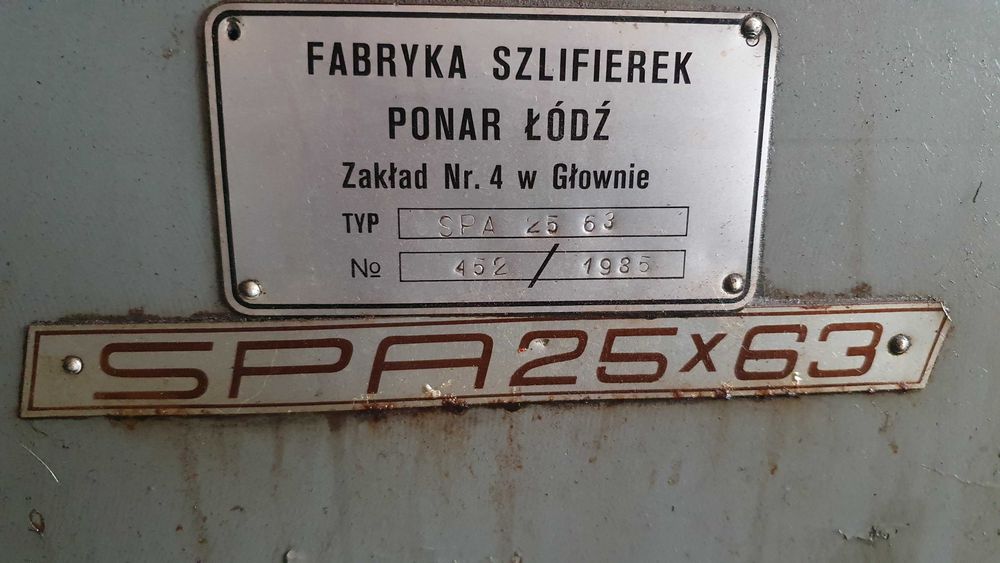 FABRYKA SZLIFIEREK
PONAR ŁÓDŹ
Zakład Nr. 4 w Głownie
TYP SPA 25 63
No 452 / 1985
SPA25x63